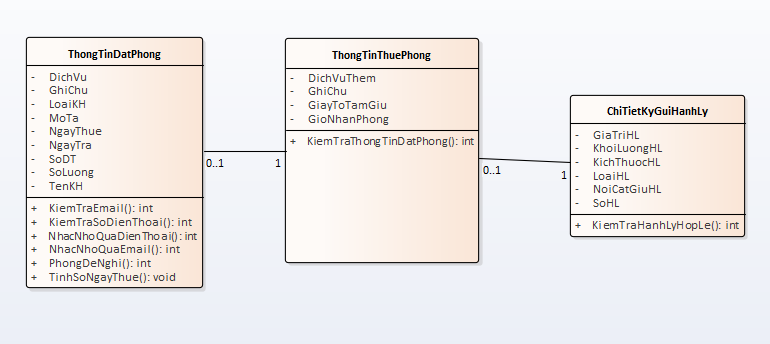 ThongTinDatPhong
- DichVu
- GhiChu
- LoaiKH
- MoTa
- NgayThue
- NgayTra
- SoDT
- SoLuong
- TenKH
+ KiemTraEmail(): int
+ KiemTraSoDienThoai(): int
+ NhacNhoQuaDienThoai(): int
+ NhacNhoQuaEmail(): int
+ PhongDeNghi(): int
+ TinhSoNgayThue(): void
0..1
1
ThongTinThuePhong
- DichVuThem
- GhiChu
- GiayToTamGiu
- GioNhanPhong
+ KiemTraThongTinDatPhong(): int
0..1
1
ChiTietKyGuiHanhLy
- GiaTriHL
- KhoiLuongHL
- KichThuocHL
- LoaiHL
- NoiCatGiuHL
- SoHL
+ KiemTraHanhLyHopLe(): int